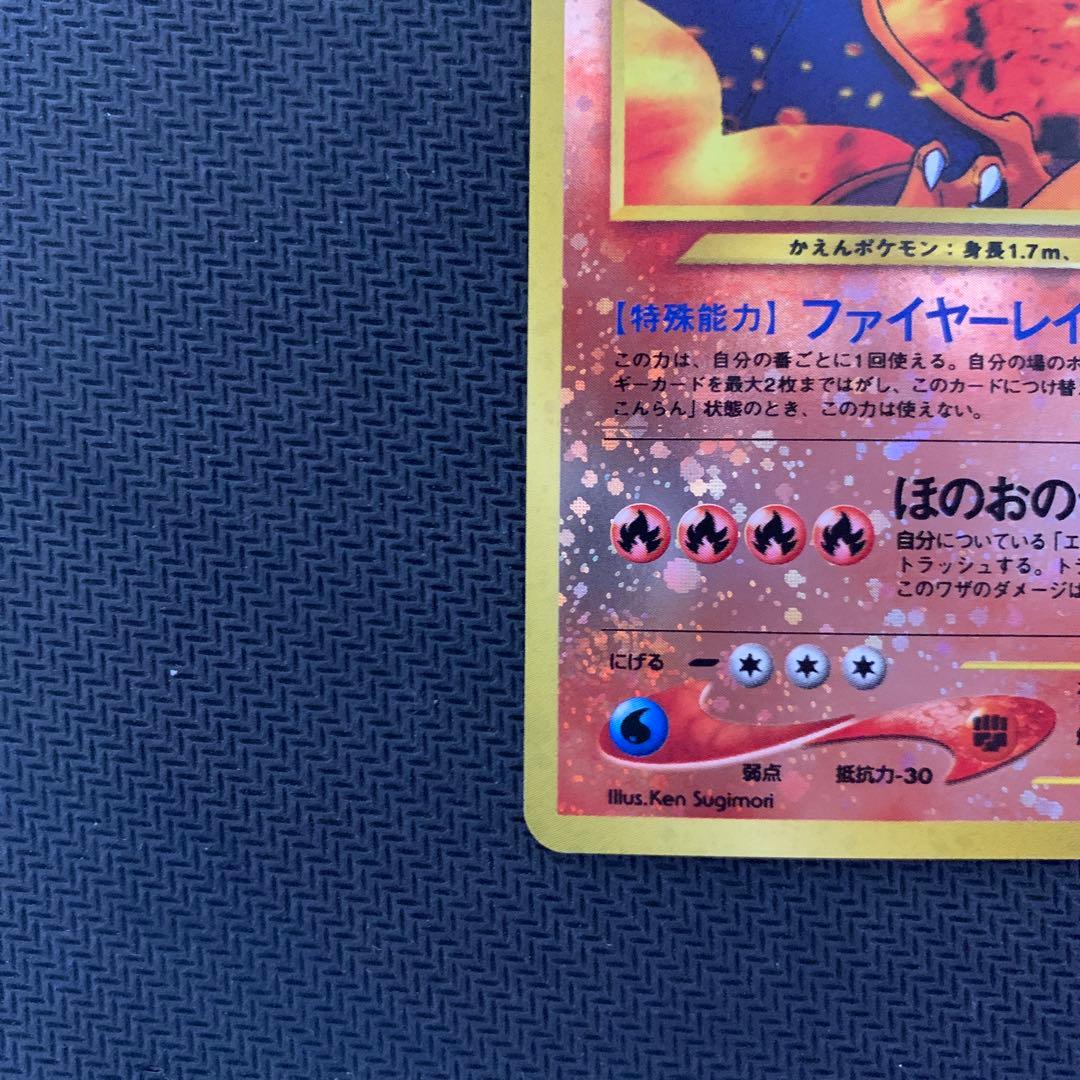 かえんポケモン：身長1.7m、
【特殊能力】 ファイヤーレイ
この力は、自分の番ごとに1回使える。自分の場のポ
ギーカードを最大2枚まではがし、このカードにつけ替
こんらん」状態のとき、この力は使えない。
ほのおの
自分についている「エ
トラッシュする。ト
このワザのダメージは
にげる
弱点 抵抗力-30
Illus.Ken Sugimori